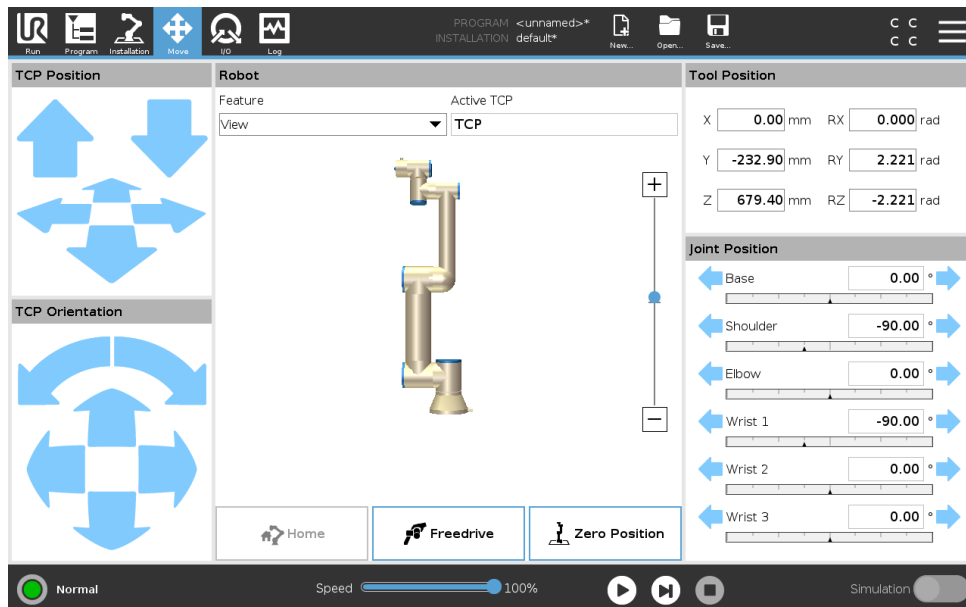 Run Program Installation Move I/O Log
PROGRAM <unnamed>*
INSTALLATION default*
New... Open... Save...
C C
C C
TCP Position
Robot
Feature
Active TCP
View
TCP
Tool Position
X 0.00 mm RX 0.000 rad
Y -232.90 mm RY 2.221 rad
Z 679.40 mm RZ -2.221 rad
TCP Orientation
Joint Position
Base 0.00 °
Shoulder -90.00 °
Elbow 0.00 °
Wrist 1 -90.00 °
Wrist 2 0.00 °
Wrist 3 0.00 °
+
−
Home
Freedrive
Zero Position
Normal
Speed 100%
Simulation